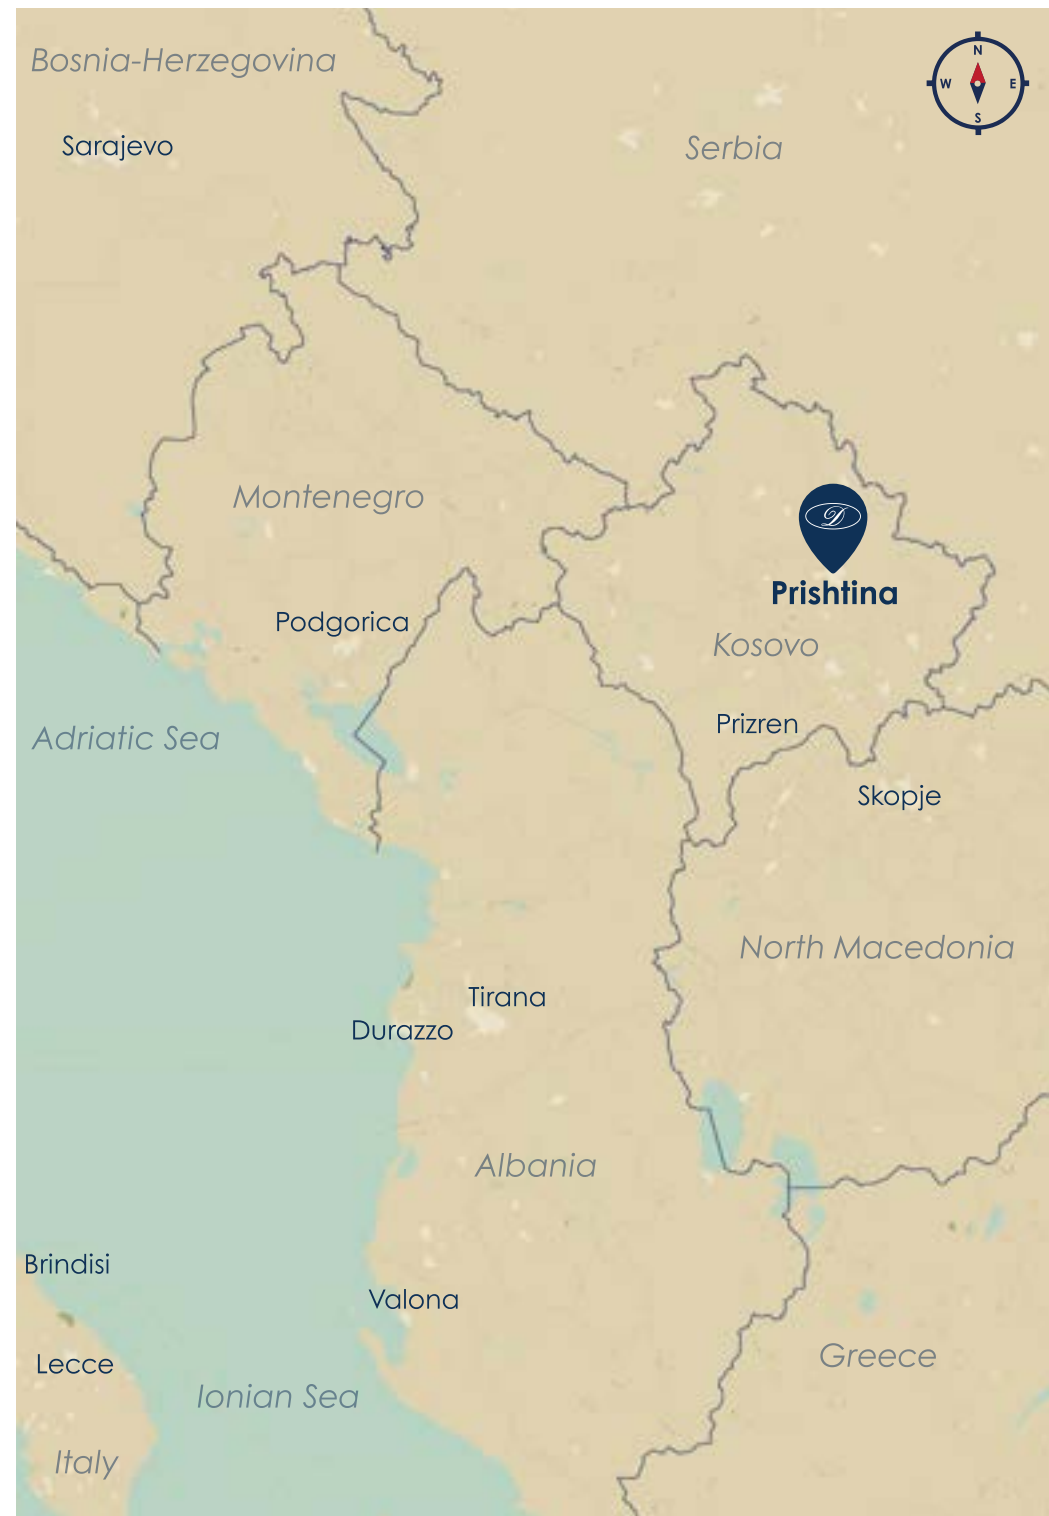 Bosnia-Herzegovina
N
W
E
S
Sarajevo
Serbia
Montenegro
D
Prishtina
Podgorica
Kosovo
Prizren
Adriatic Sea
Skopje
North Macedonia
Tirana
Durazzo
Albania
Brindisi
Valona
Greece
Lecce
Ionian Sea
Italy